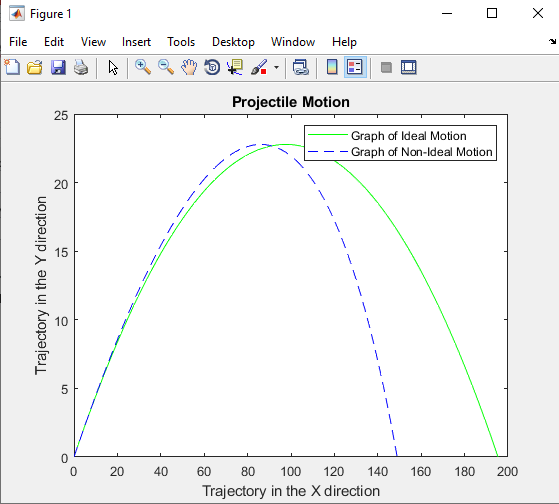 Figure 1
File Edit View Insert Tools Desktop Window Help
Projectile Motion
Graph of Ideal Motion
Graph of Non-Ideal Motion
Trajectory in the Y direction
25
20
15
10
5
0
0 20 40 60 80 100 120 140 160 180 200
Trajectory in the X direction